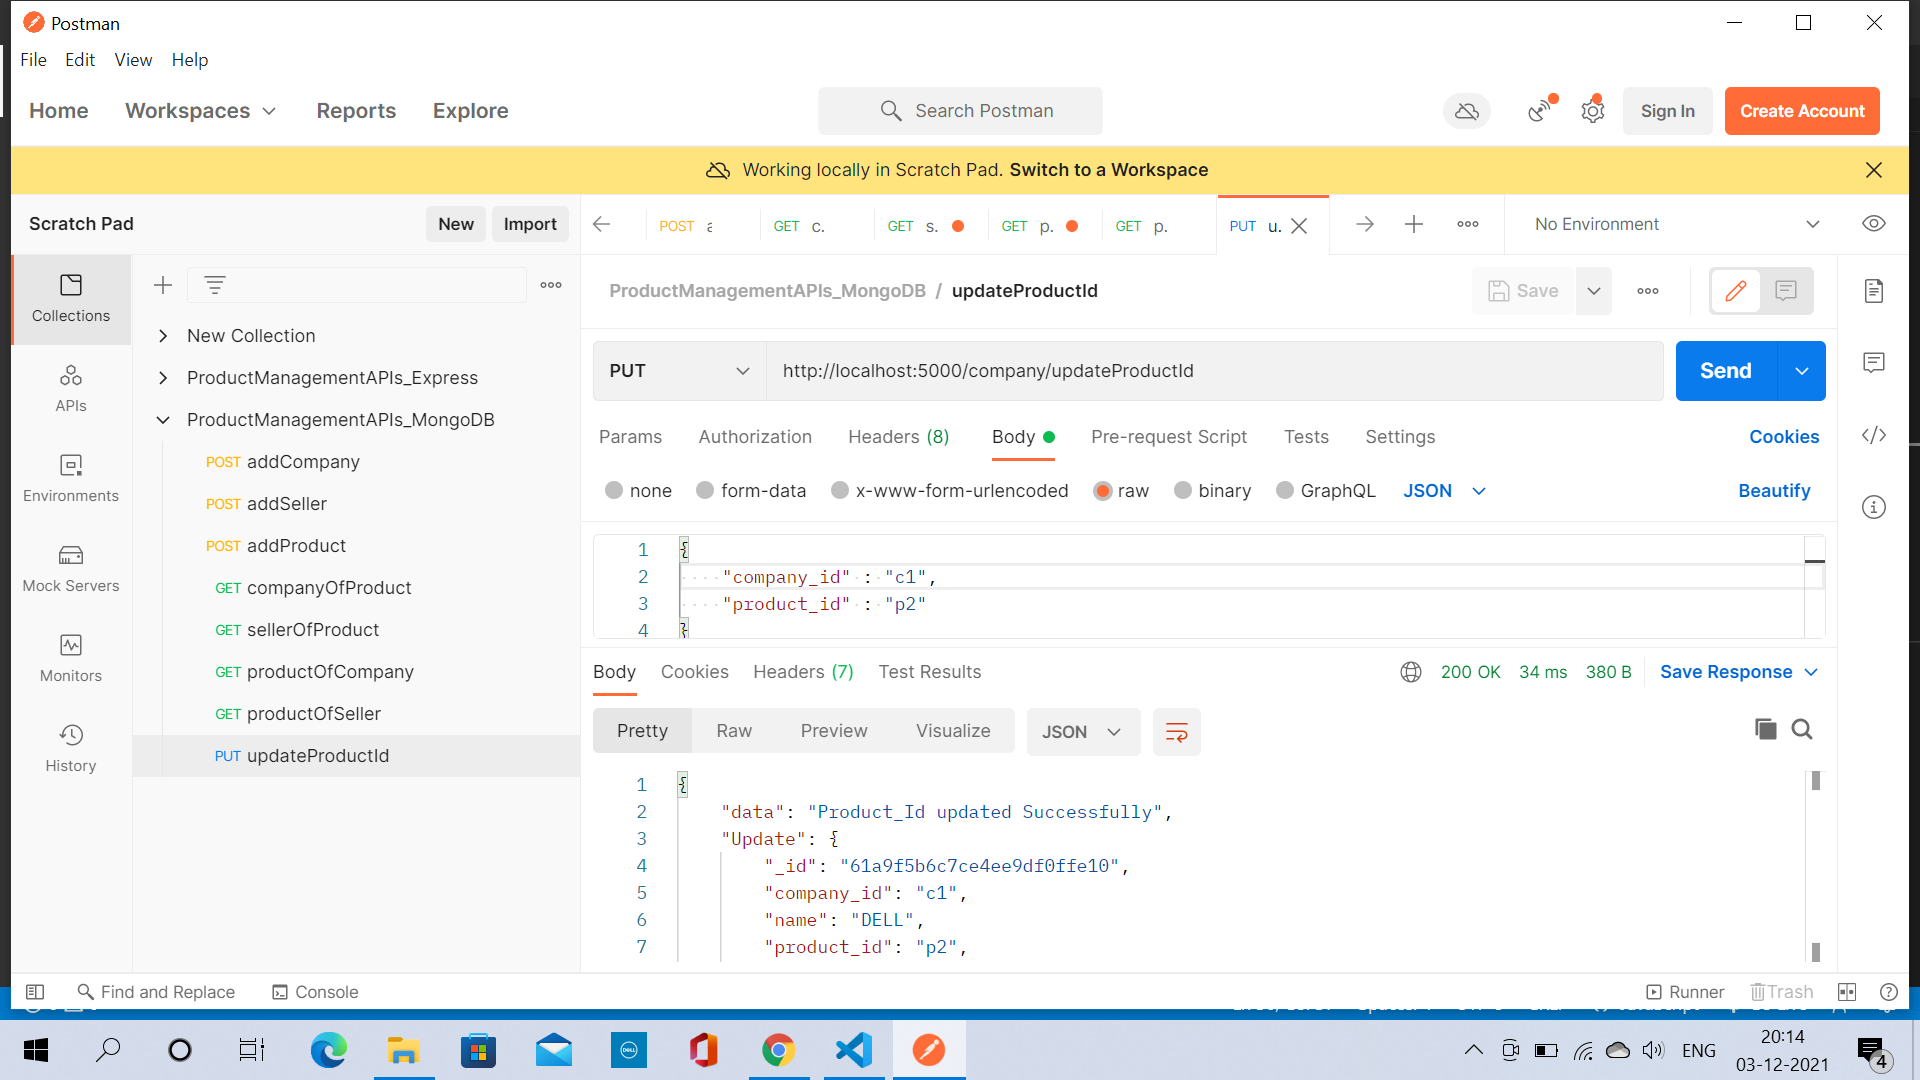 Postman
File Edit View Help
Home Workspaces Reports Explore
Search Postman
Sign In
Create Account
Working locally in Scratch Pad. Switch to a Workspace
Scratch Pad
New
Import
POST
GET c.
GET s.
GET p.
GET p.
PUT u.
No Environment
Collections
APIs
Environments
Mock Servers
Monitors
History
New Collection
ProductManagementAPIs_Express
ProductManagementAPIs_MongoDB
POST addCompany
POST addSeller
POST addProduct
GET companyOfProduct
GET sellerOfProduct
GET productOfCompany
GET productOfSeller
PUT updateProductId
ProductManagementAPIs_MongoDB / updateProductId
Save
PUT
http://localhost:5000/company/updateProductId
Send
Params Authorization Headers (8) Body Pre-request Script Tests Settings
Cookies
none form-data x-www-form-urlencoded raw binary GraphQL JSON
Beautify
1 {
2 "company_id" : "c1",
3 "product_id" : "p2"
4 }
Body Cookies Headers (7) Test Results
200 OK 34 ms 380 B Save Response
Pretty Raw Preview Visualize JSON
1 {
2 "data": "Product_Id updated Successfully",
3 "Update": {
4 "_id": "61a9f5b6c7ce4ee9df0ffe10",
5 "company_id": "c1",
6 "name": "DELL",
7 "product_id": "p2",
Find and Replace
Console
Runner
Trash
DELL
ENG
20:14
03-12-2021
4